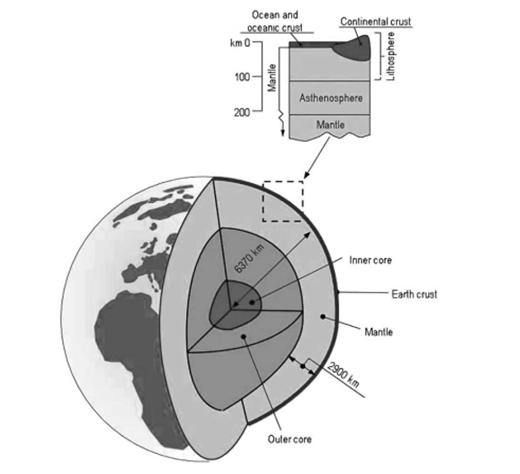 Ocean and
oceanic crust
Continental crust
km 0
100
200
Mantle
Lithosphere
Asthenosphere
Mantle
6370 km
Inner core
Earth crust
Mantle
2900 km
Outer core